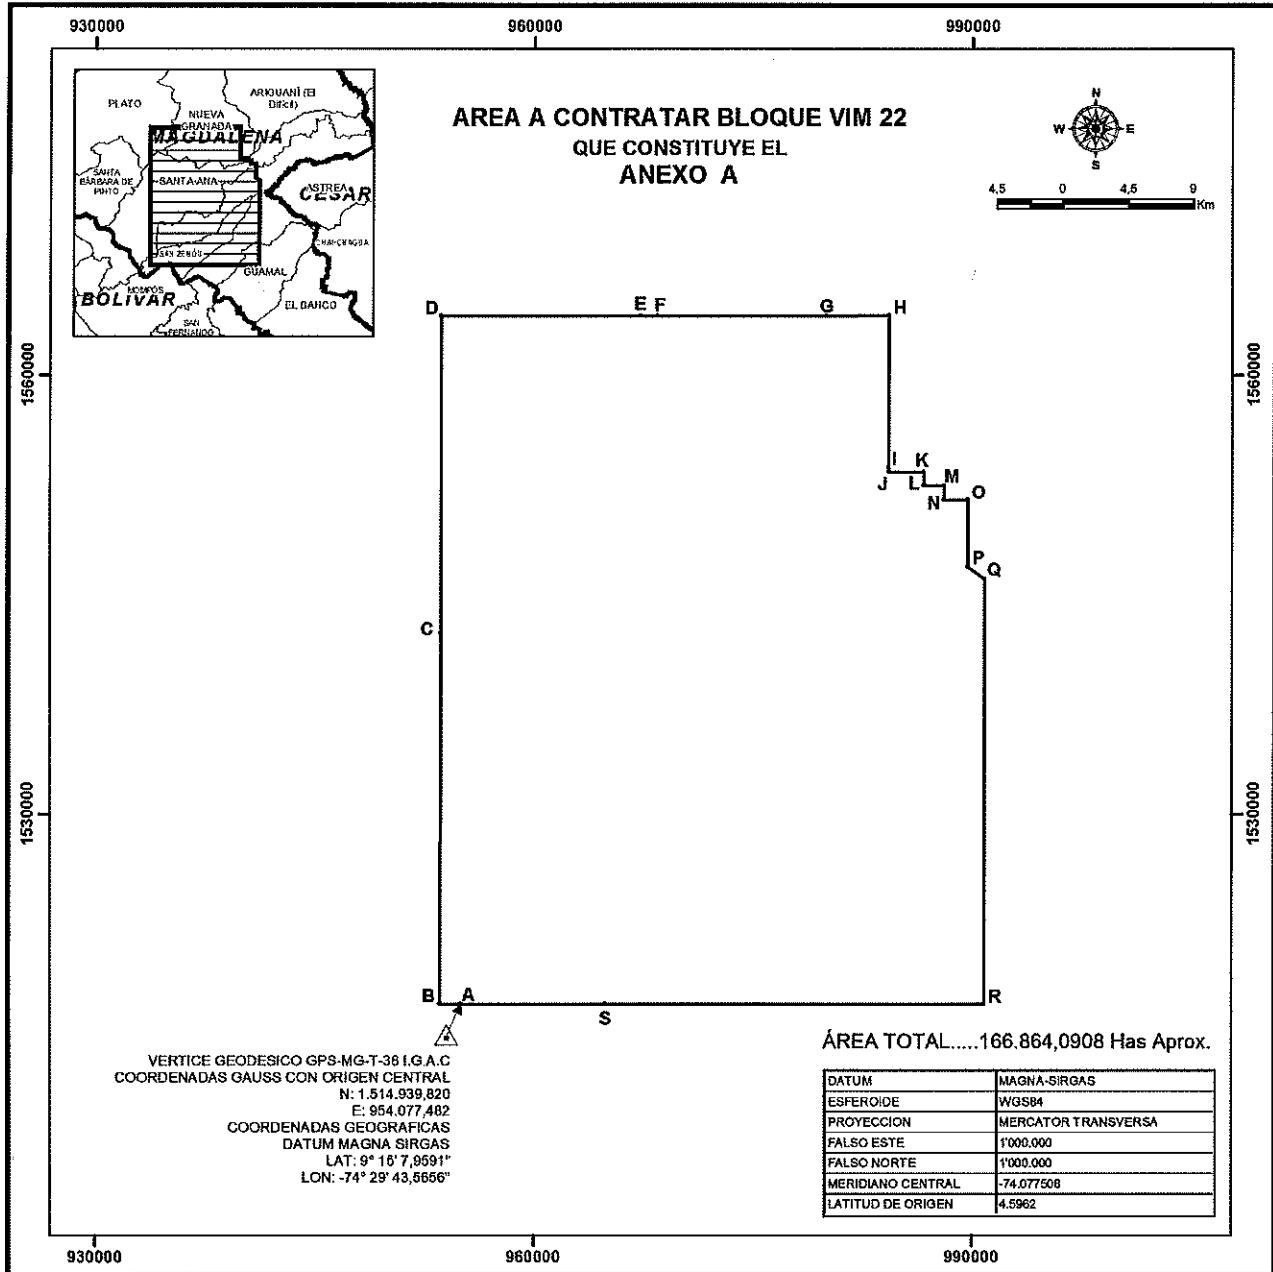 930000 960000 990000
PLATO
NUEVA GRANADA
ARIGUANÍ (El Dificil)
MAGDALENA
SANTA BÁRBARA DE PINTO
SANTA ANA
ASTREA
CESAR
SAN ZENÓN
GUAMAL
MOMPÓS
BOLIVAR
EL BANCO
SAN FERNANDO
AREA A CONTRATAR BLOQUE VIM 22
QUE CONSTITUYE EL
ANEXO A
N
W E
S
4,5 0 4,5 9
Km
D E F G H
1560000 1560000
I K
J L M
N O
P Q
C
1530000 1530000
B A R
S
VERTICE GEODESICO GPS-MG-T-36 I.G.A.C
COORDENADAS GAUSS CON ORIGEN CENTRAL
N: 1.514.939,820
E: 954.077,482
COORDENADAS GEOGRAFICAS
DATUM MAGNA SIRGAS
LAT: 9° 16' 7,9591"
LON: -74° 29' 43,5656"
ÁREA TOTAL.....166.864,0908 Has Aprox.
DATUM MAGNA-SIRGAS
ESFEROIDE WGS84
PROYECCION MERCATOR TRANSVERSA
FALSO ESTE 1'000.000
FALSO NORTE 1'000.000
MERIDIANO CENTRAL -74.077508
LATITUD DE ORIGEN 4.5962
930000 960000 990000